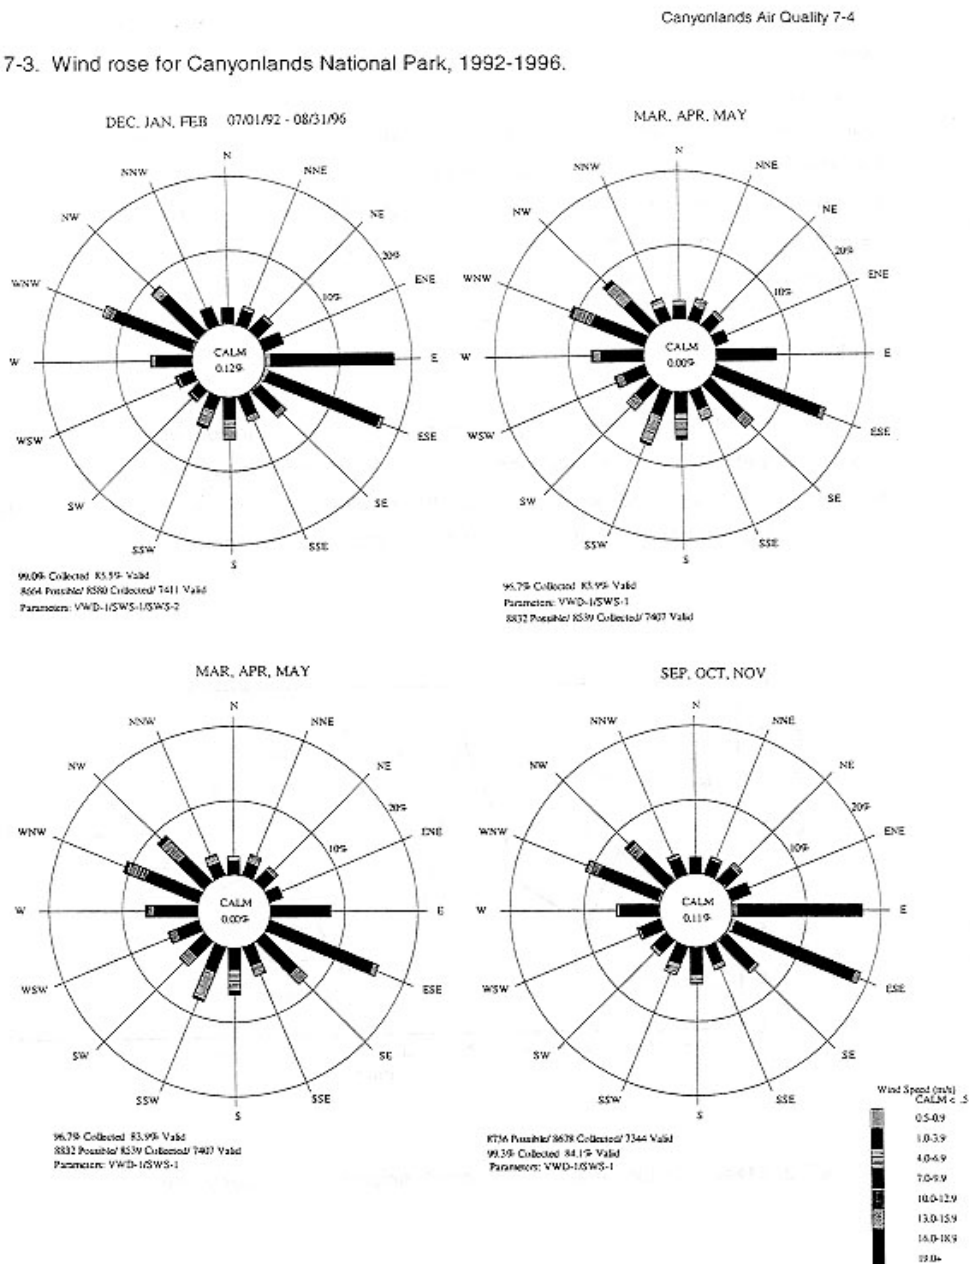 Canyonlands Air Quality 7-4
7-3. Wind rose for Canyonlands National Park, 1992-1996.
DEC, JAN, FEB 07/01/92 - 08/31/96
N
NNE
NE
20%
ENE
10%
E
ESE
SE
SSE
S
SSW
SW
WSW
W
WNW
NW
NNW
CALM
0.12%
99.0% Collected 85.5% Valid
8664 Possible/ 8580 Collected/ 7411 Valid
Parameters: VWD-1/SWS-1/SWS-2
MAR, APR, MAY
N
NNE
NE
20%
ENE
10%
E
ESE
SE
SSE
S
SSW
SW
WSW
W
WNW
NW
NNW
CALM
0.00%
96.7% Collected 83.9% Valid
Parameters: VWD-1/SWS-1
8832 Possible/ 8539 Collected/ 7407 Valid
MAR, APR, MAY
N
NNE
NE
20%
ENE
10%
E
ESE
SE
SSE
S
SSW
SW
WSW
W
WNW
NW
NNW
CALM
0.00%
96.7% Collected 83.9% Valid
8832 Possible/ 8539 Collected/ 7407 Valid
Parameters: VWD-1/SWS-1
SEP, OCT, NOV
N
NNE
NE
20%
ENE
10%
E
ESE
SE
SSE
S
SSW
SW
WSW
W
WNW
NW
NNW
CALM
0.11%
8736 Possible/ 8678 Collected/ 7344 Valid
99.3% Collected 84.1% Valid
Parameters: VWD-1/SWS-1
Wind Speed (m/s)
CALM < .5
0.5-0.9
1.0-3.9
4.0-6.9
7.0-9.9
10.0-12.9
13.0-15.9
16.0-18.9
19.0+